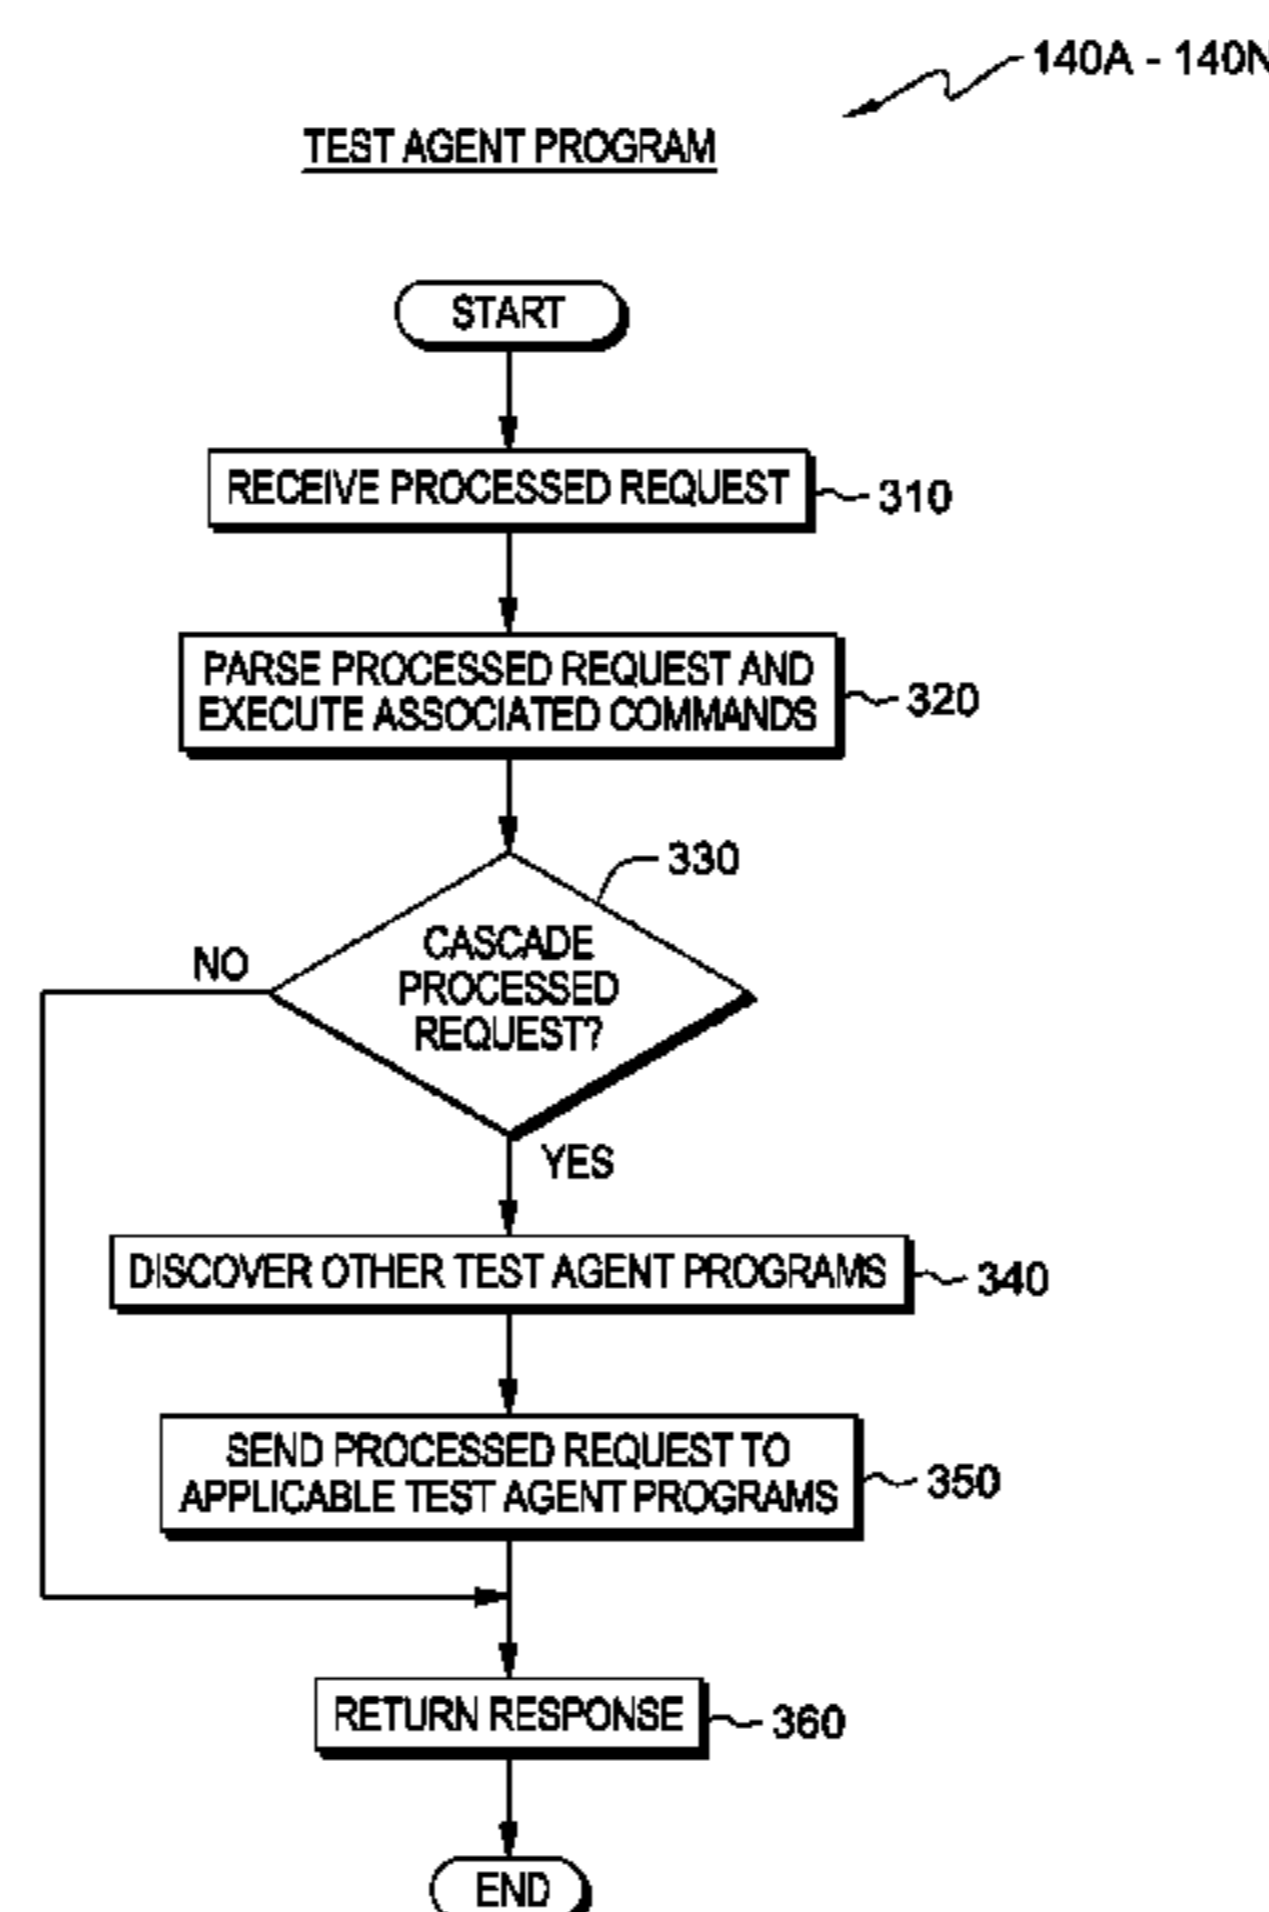 140A - 140N
TEST AGENT PROGRAM
START
RECEIVE PROCESSED REQUEST
310
PARSE PROCESSED REQUEST AND
EXECUTE ASSOCIATED COMMANDS
320
330
CASCADE
PROCESSED
REQUEST?
NO
YES
DISCOVER OTHER TEST AGENT PROGRAMS
340
SEND PROCESSED REQUEST TO
APPLICABLE TEST AGENT PROGRAMS
350
RETURN RESPONSE
360
END